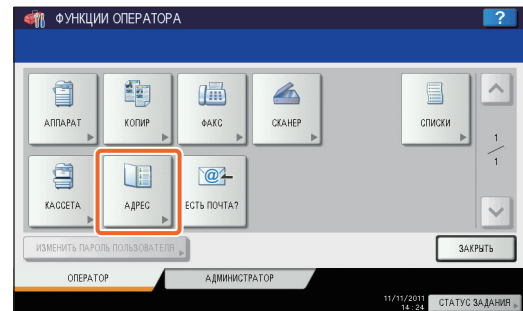 ФУНКЦИИ ОПЕРАТОРА
?
АППАРАТ
КОПИР
ФАКС
СКАНЕР
СПИСКИ
1
1
КАССЕТА
АДРЕС
ЕСТЬ ПОЧТА?
ИЗМЕНИТЬ ПАРОЛЬ ПОЛЬЗОВАТЕЛЯ
ЗАКРЫТЬ
ОПЕРАТОР
АДМИНИСТРАТОР
11/11/2011
14:24
СТАТУС ЗАДАНИЯ